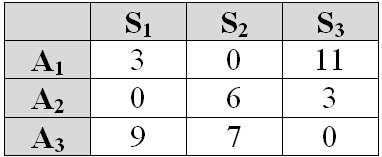 S₁ S₂ S₃
A₁ 3 0 11
A₂ 0 6 3
A₃ 9 7 0